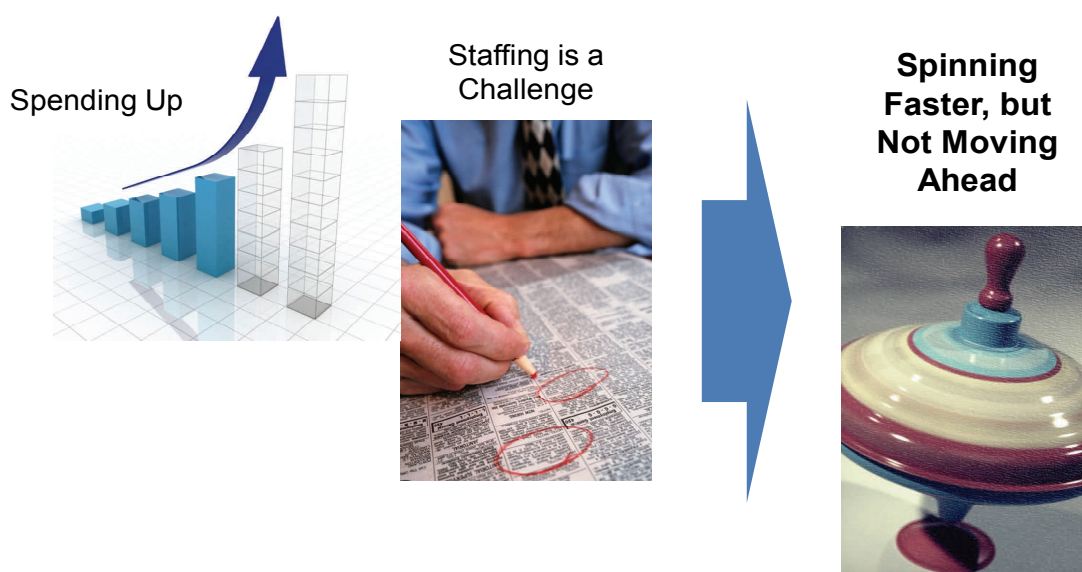 Spending Up
Staffing is a
Challenge
Spinning
Faster, but
Not Moving
Ahead